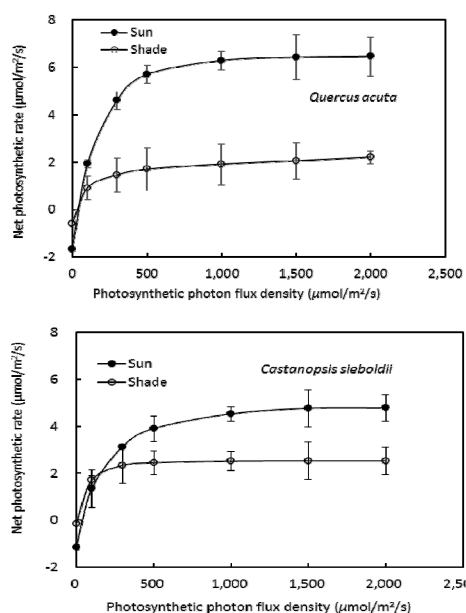 8
6
4
2
0
-2
Net photosynthetic rate (μmol/m²/s)
Sun
Shade
Quercus acuta
0
500
1,000
1,500
2,000
2,500
Photosynthetic photon flux density (μmol/m²/s)
8
6
4
2
0
-2
Net photosynthetic rate (μmol/m²/s)
Sun
Shade
Castanopsis sieboldii
0
500
1,000
1,500
2,000
2,50
Photosynthetic photon flux density (μmol/m²/s)